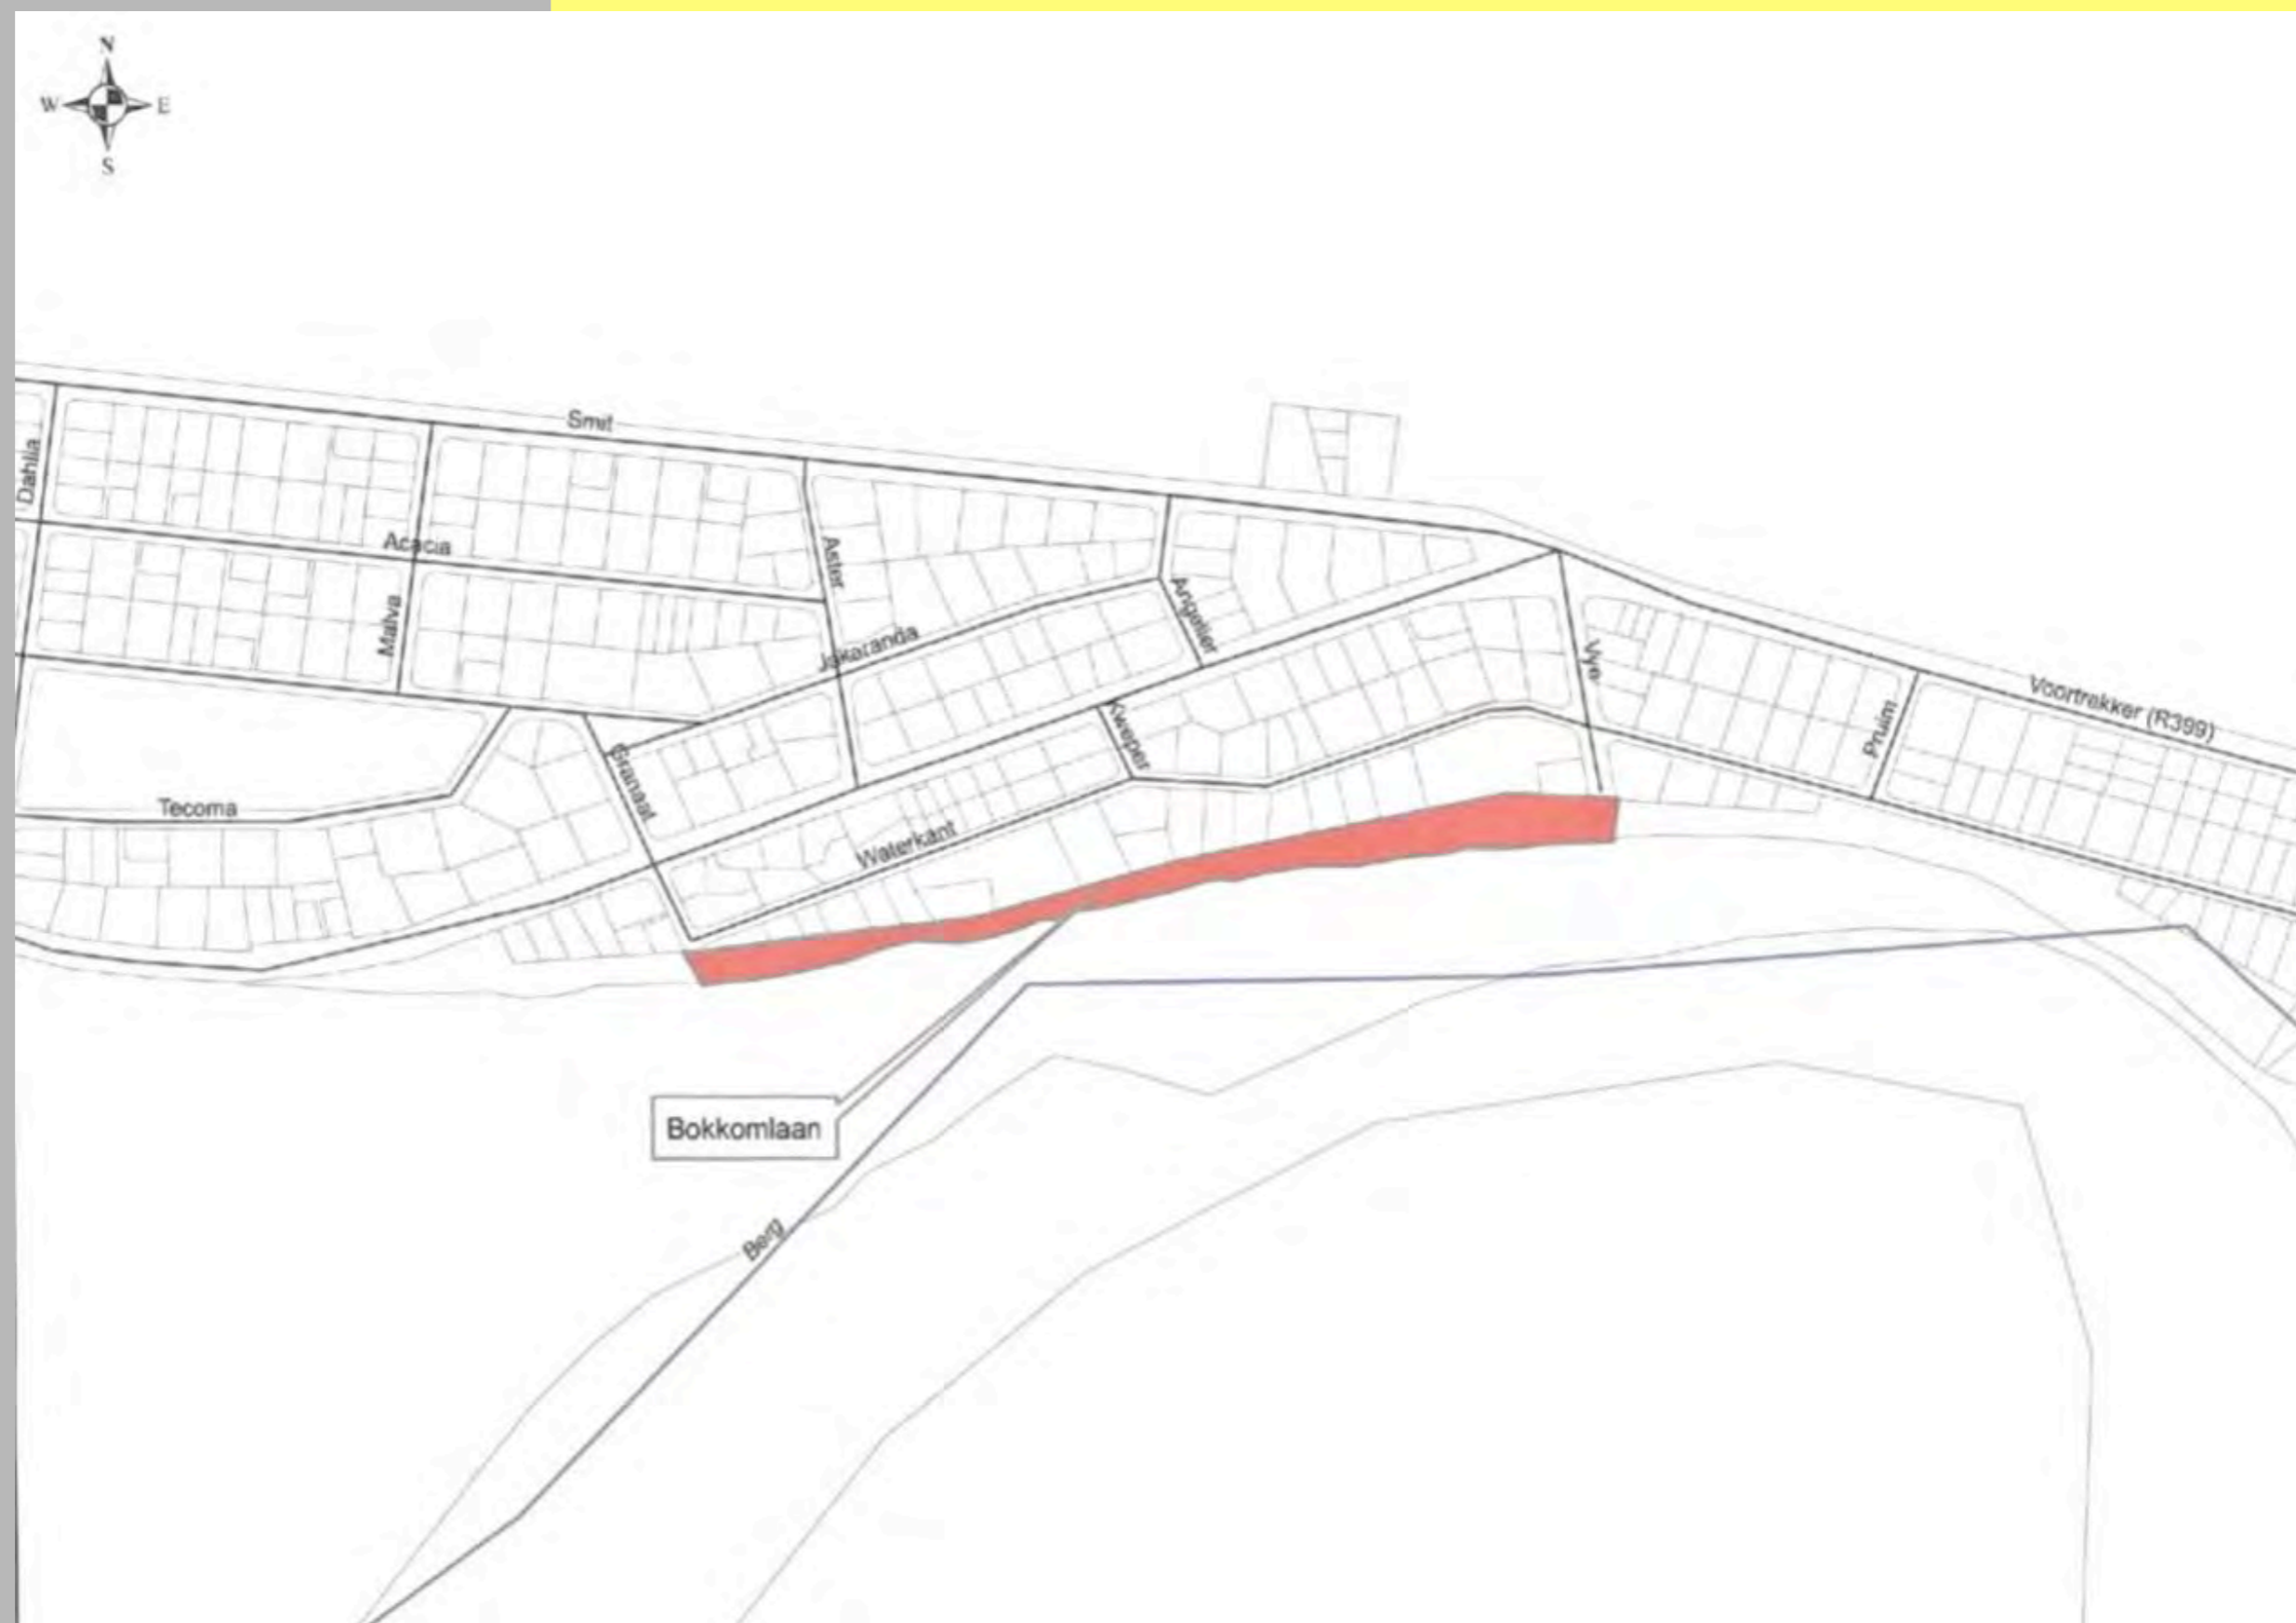 N
W E
S
Smit
Dahlia
Acacia
Malva
Aster
Jakaranda
Angelier
Vye
Voortrekker (R399)
Pruim
Kweper
Granaat
Tecoma
Waterkant
Bokkomlaan
Berg